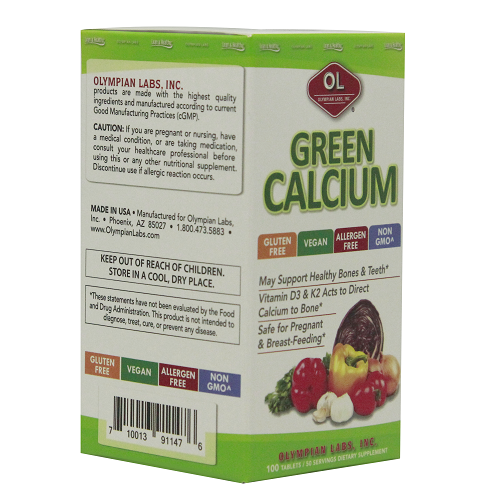 OLYMPIAN LABS, INC.
products are made with the highest quality
ingredients and manufactured according to current
Good Manufacturing Practices (cGMP).
CAUTION: If you are pregnant or nursing, have
a medical condition, or are taking medication,
consult your healthcare professional before
using this or any other nutritional supplement.
Discontinue use if allergic reaction occurs.
MADE IN USA • Manufactured for Olympian Labs,
Inc. • Phoenix, AZ 85027 • 1.800.473.5883 •
www.OlympianLabs.com
KEEP OUT OF REACH OF CHILDREN.
STORE IN A COOL, DRY PLACE.
*These statements have not been evaluated by the Food
and Drug Administration. This product is not intended to
diagnose, treat, cure, or prevent any disease.
GLUTEN FREE
VEGAN
ALLERGEN FREE
NON GMO^
7 10013 91147 6
OL
OLYMPIAN LABS, INC.
®
GREEN
CALCIUM
GLUTEN FREE
VEGAN
ALLERGEN FREE
NON GMO^
May Support Healthy Bones & Teeth*
Vitamin D3 & K2 Acts to Direct
Calcium to Bone*
Safe for Pregnant
& Breast-Feeding*
OLYMPIAN LABS, INC.
100 TABLETS / 50 SERVINGS DIETARY SUPPLEMENT